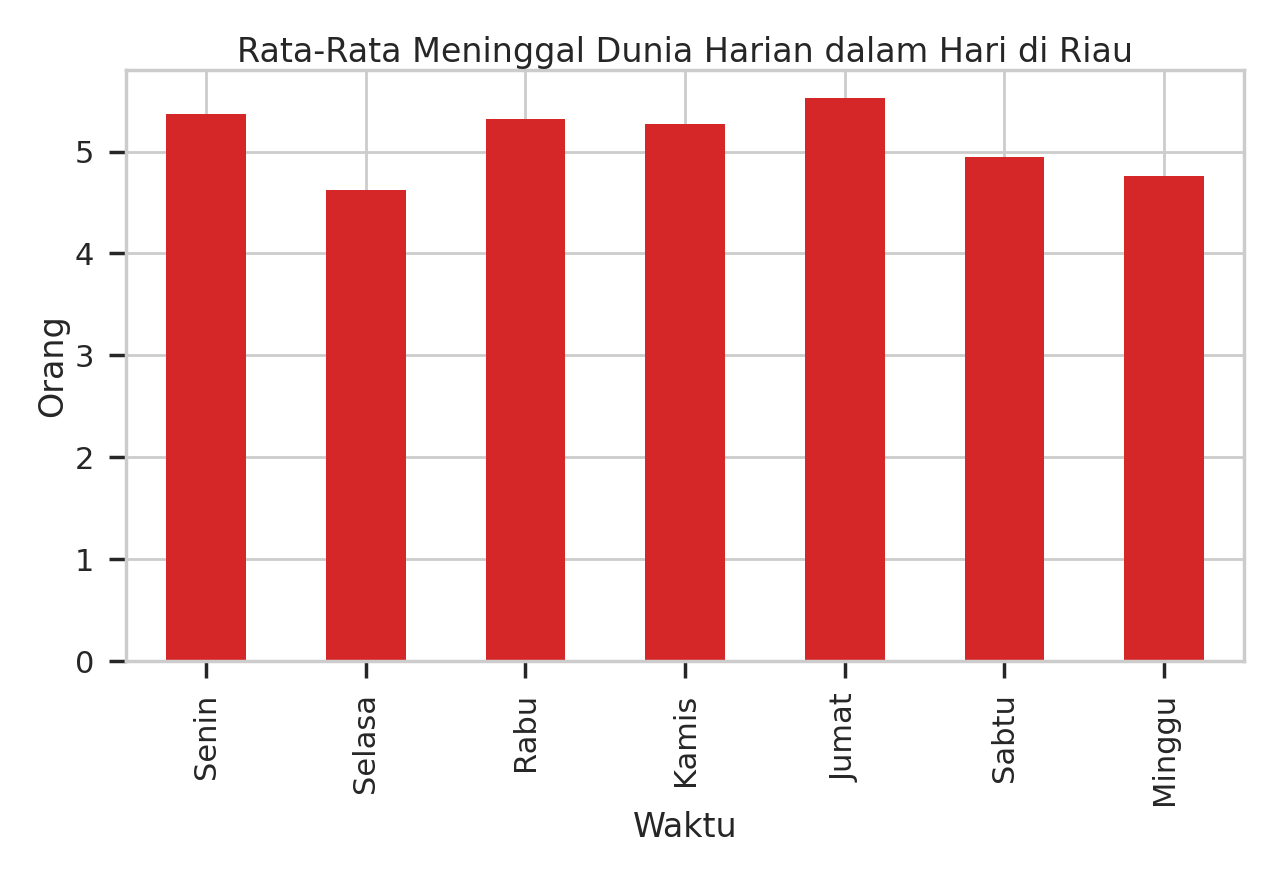 Rata-Rata Meninggal Dunia Harian dalam Hari di Riau
5
4
3
2
1
0
Orang
Senin
Selasa
Rabu
Kamis
Jumat
Sabtu
Minggu
Waktu